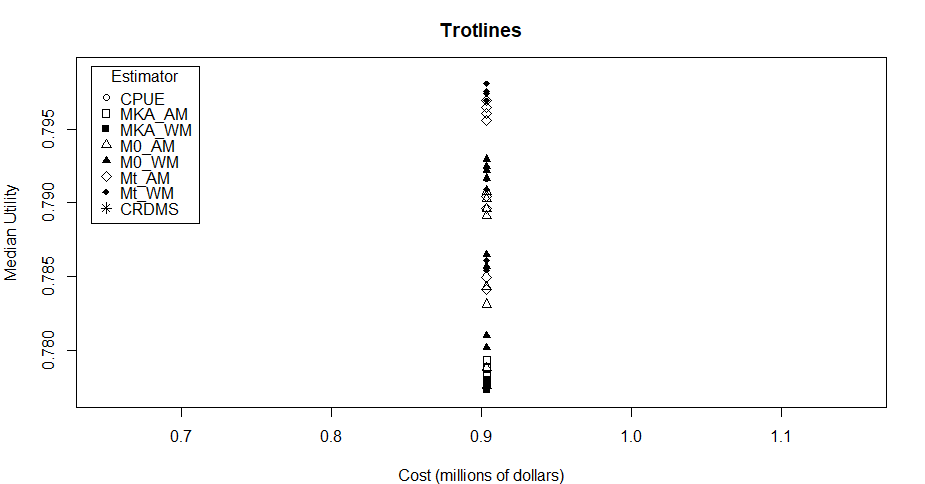 Trotlines
Estimator
CPUE
MKA_AM
MKA_WM
M0_AM
M0_WM
Mt_AM
Mt_WM
CRDMS
Median Utility
0.795
0.790
0.785
0.780
0.7 0.8 0.9 1.0 1.1
Cost (millions of dollars)